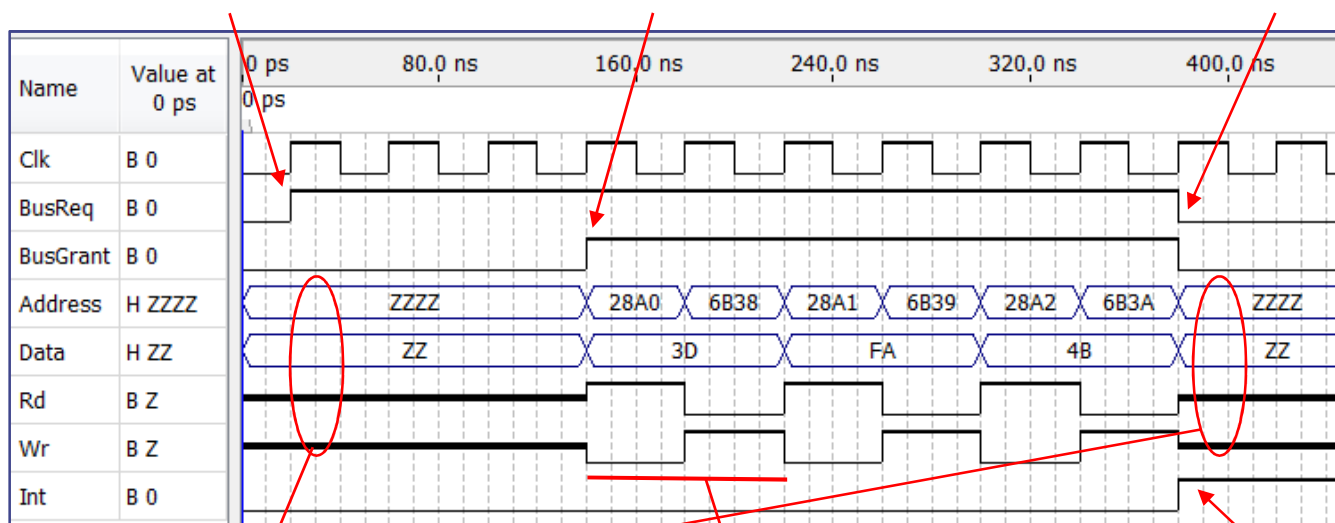 Name Value at 0 ps 0 ps 80.0 ns 160.0 ns 240.0 ns 320.0 ns 400.0 ns
0 ps
Clk B 0
BusReq B 0
BusGrant B 0
Address H ZZZZ ZZZZ 28A0 6B38 28A1 6B39 28A2 6B3A ZZZZ
Data H ZZ ZZ 3D FA 4B ZZ
Rd B Z
Wr B Z
Int B 0